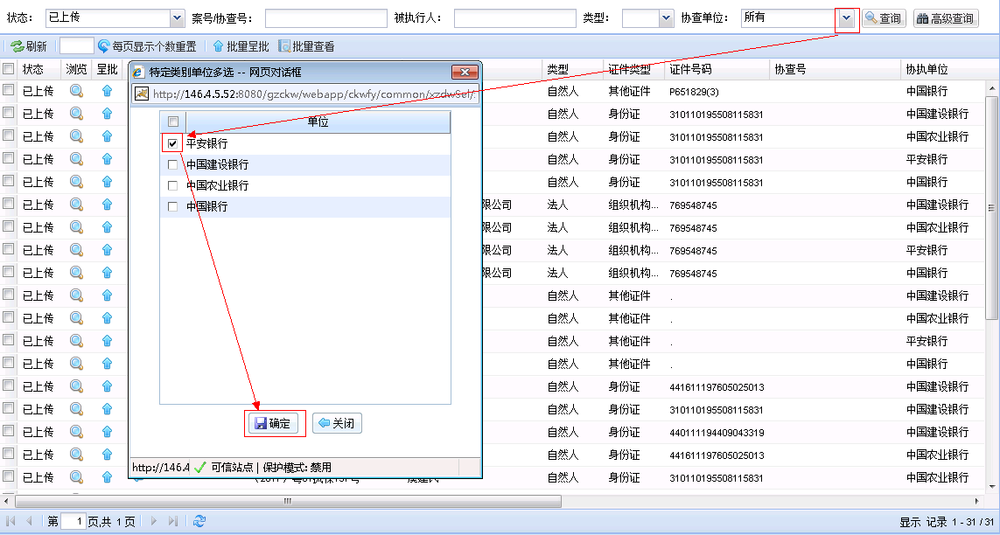 状态: 已上传 案号/协查号: 被执行人: 类型: 协查单位: 所有 查询 高级查询
刷新 每页显示个数重置 批量呈批 批量查看
状态 浏览 呈批 类型 证件类型 证件号码 协查号 协执单位
特定类别单位多选 -- 网页对话框
http://146.4.5.52:8080/gzckw/webapp/ckwfy/common/xzdwSel/
单位
平安银行
中国建设银行
中国农业银行
中国银行
确定 关闭
http://146.4 可信站点 | 保护模式: 禁用
已上传 自然人 其他证件 P651829(3) 中国银行
已上传 自然人 身份证 310110195508115831 中国建设银行
已上传 自然人 身份证 310110195508115831 中国农业银行
已上传 自然人 身份证 310110195508115831 平安银行
已上传 自然人 身份证 310110195508115831 中国银行
已上传 限公司 法人 组织机构... 769548745 中国建设银行
已上传 限公司 法人 组织机构... 769548745 中国农业银行
已上传 限公司 法人 组织机构... 769548745 平安银行
已上传 限公司 法人 组织机构... 769548745 中国银行
已上传 自然人 其他证件 . 中国建设银行
已上传 自然人 其他证件 . 中国农业银行
已上传 自然人 其他证件 . 平安银行
已上传 自然人 其他证件 . 中国银行
已上传 自然人 身份证 441611197605025013 中国建设银行
已上传 自然人 身份证 310110195508115831 中国建设银行
已上传 自然人 身份证 440111194409043319 中国建设银行
已上传 自然人 身份证 441611197605025013 中国农业银行
已上传 自然人 身份证 310110195508115831 中国农业银行
第 1 页,共 1 页 显示 记录 1 - 31 / 31